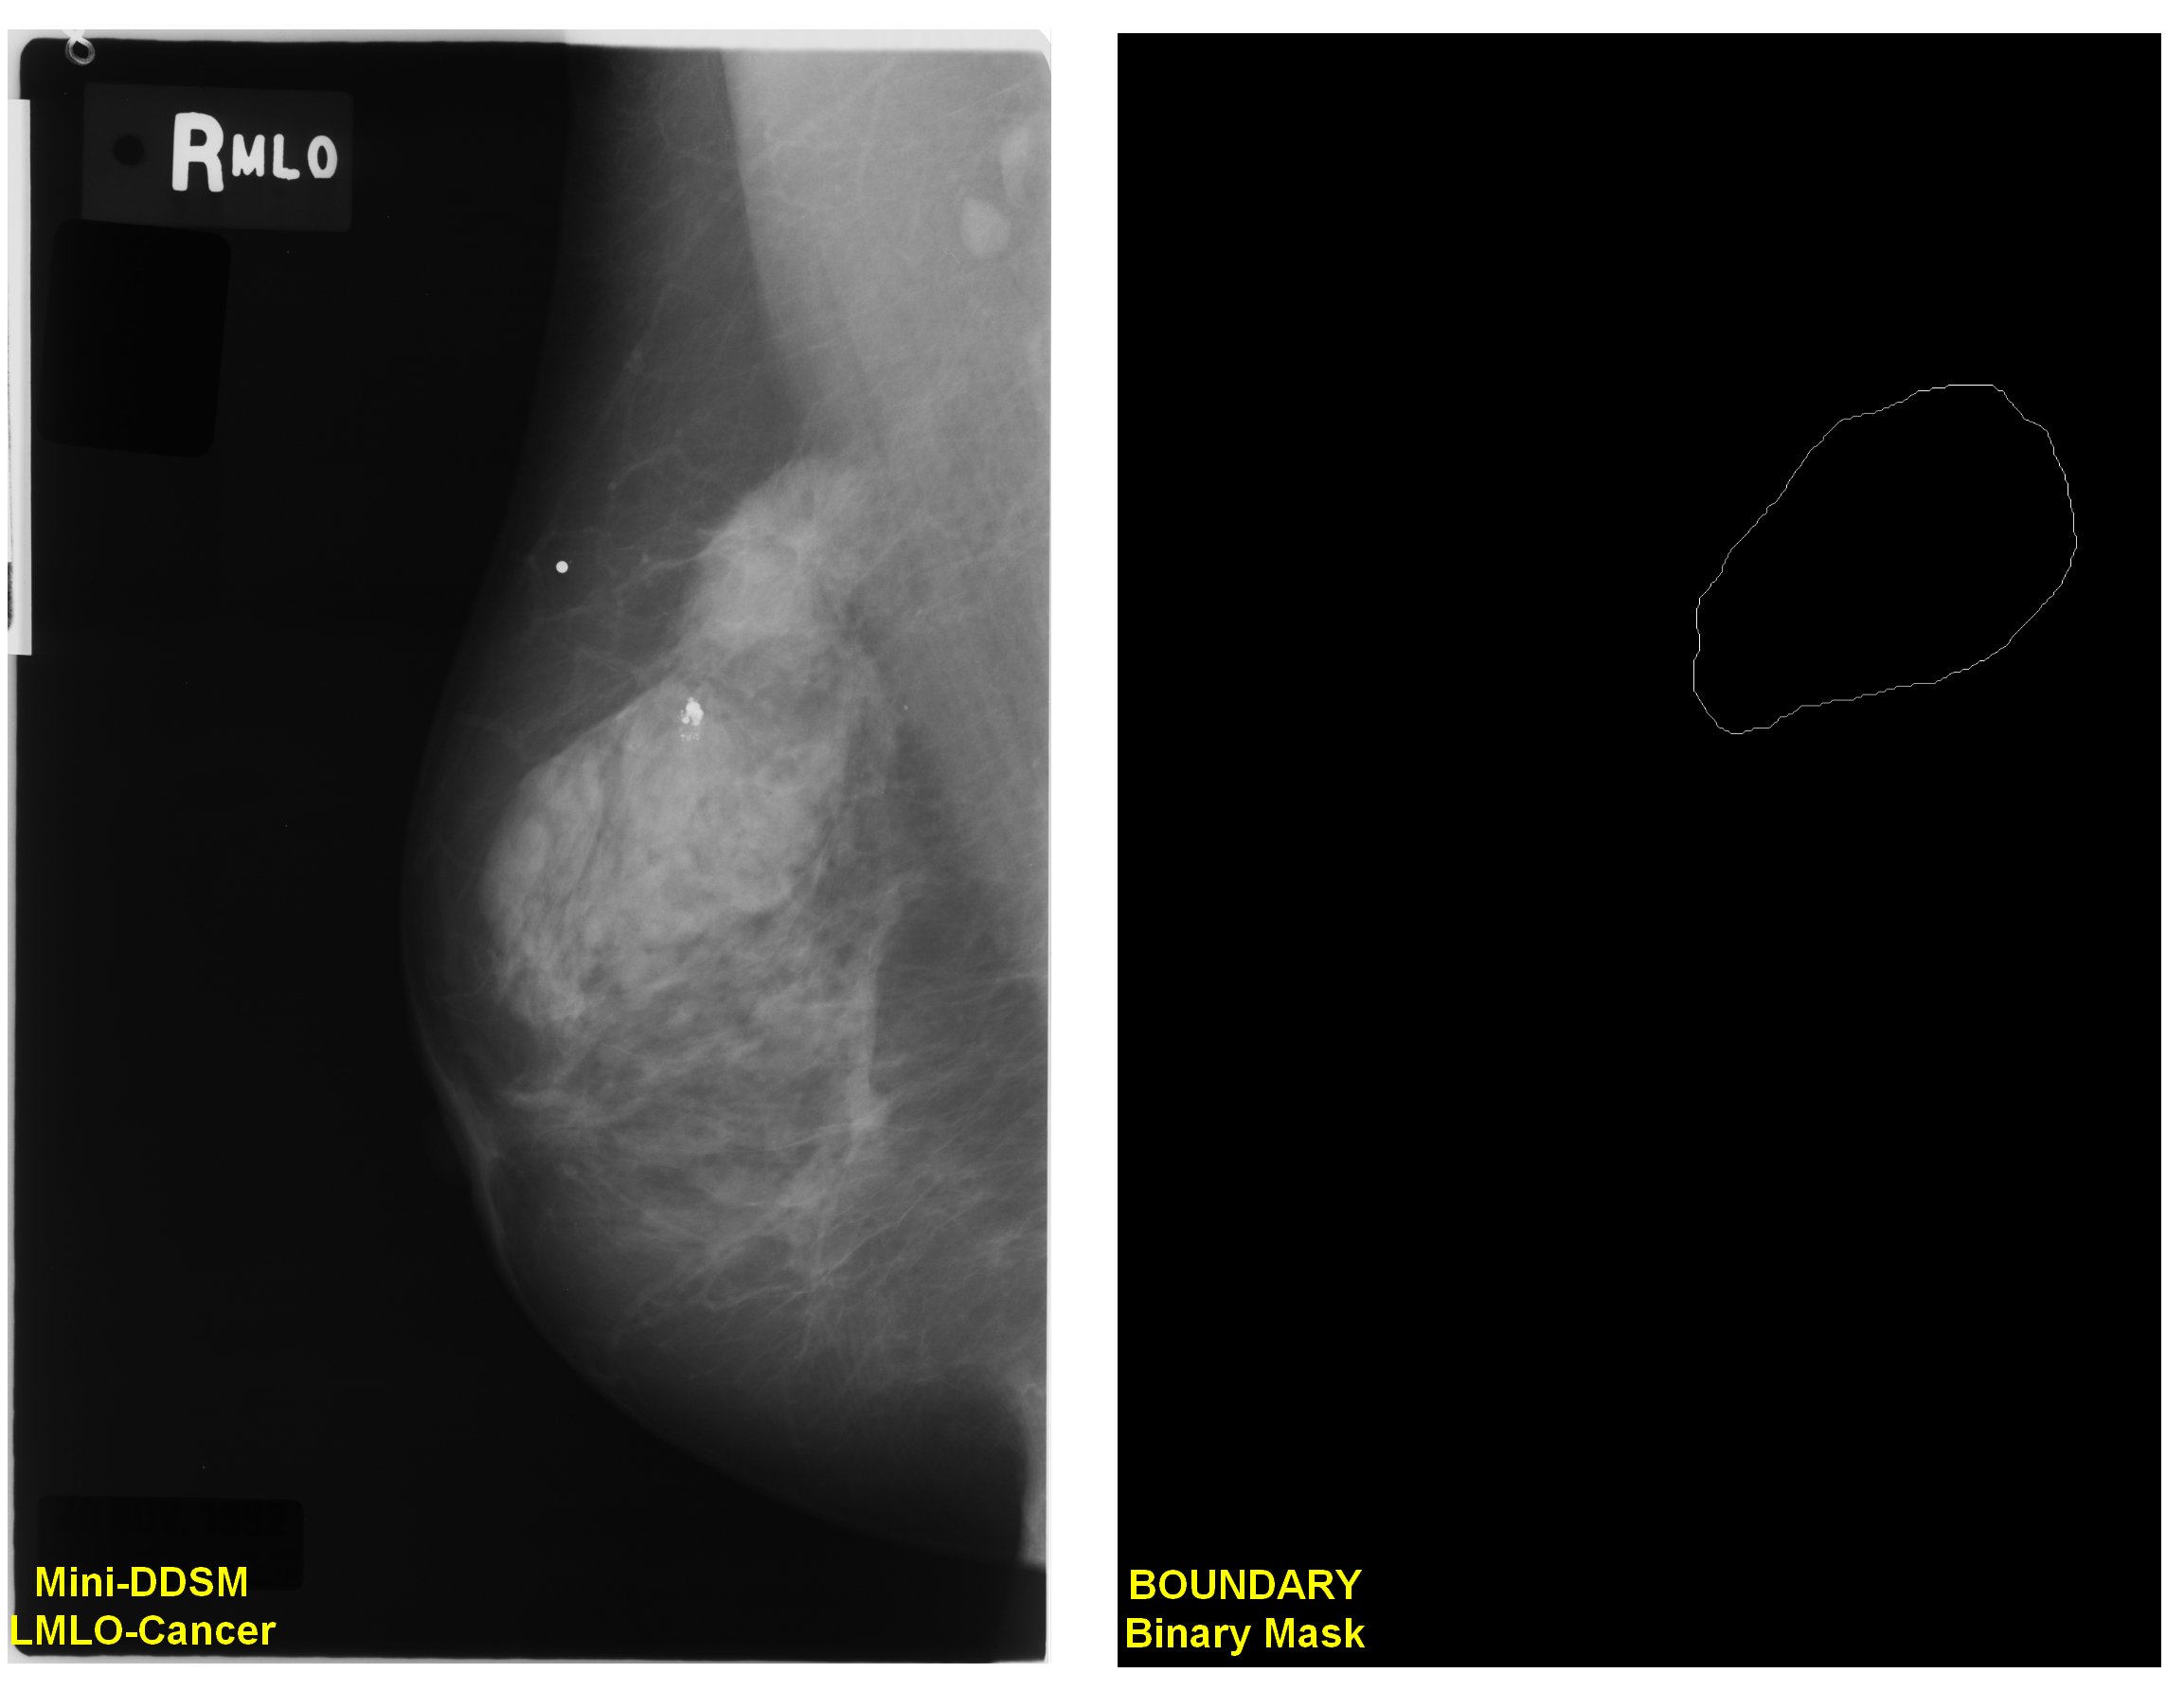 RMLO
Mini-DDSM
LMLO-Cancer
BOUNDARY
Binary Mask